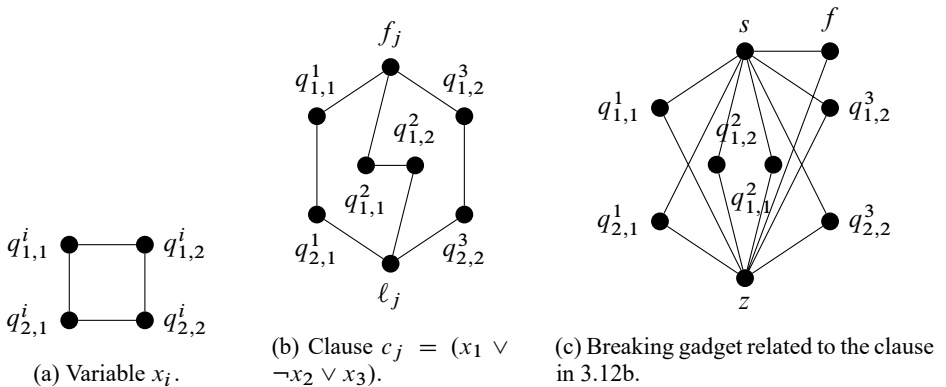 f_j
q^1_{1,1}
q^3_{1,2}
q^2_{1,2}
q^2_{1,1}
q^1_{2,1}
q^3_{2,2}
ℓ_j
s
f
q^1_{1,1}
q^3_{1,2}
q^2_{1,2}
q^2_{1,1}
q^1_{2,1}
q^3_{2,2}
z
q^i_{1,1}
q^i_{1,2}
q^i_{2,1}
q^i_{2,2}
(a) Variable x_i.
(b) Clause c_j = (x_1 ∨
¬x_2 ∨ x_3).
(c) Breaking gadget related to the clause
in 3.12b.